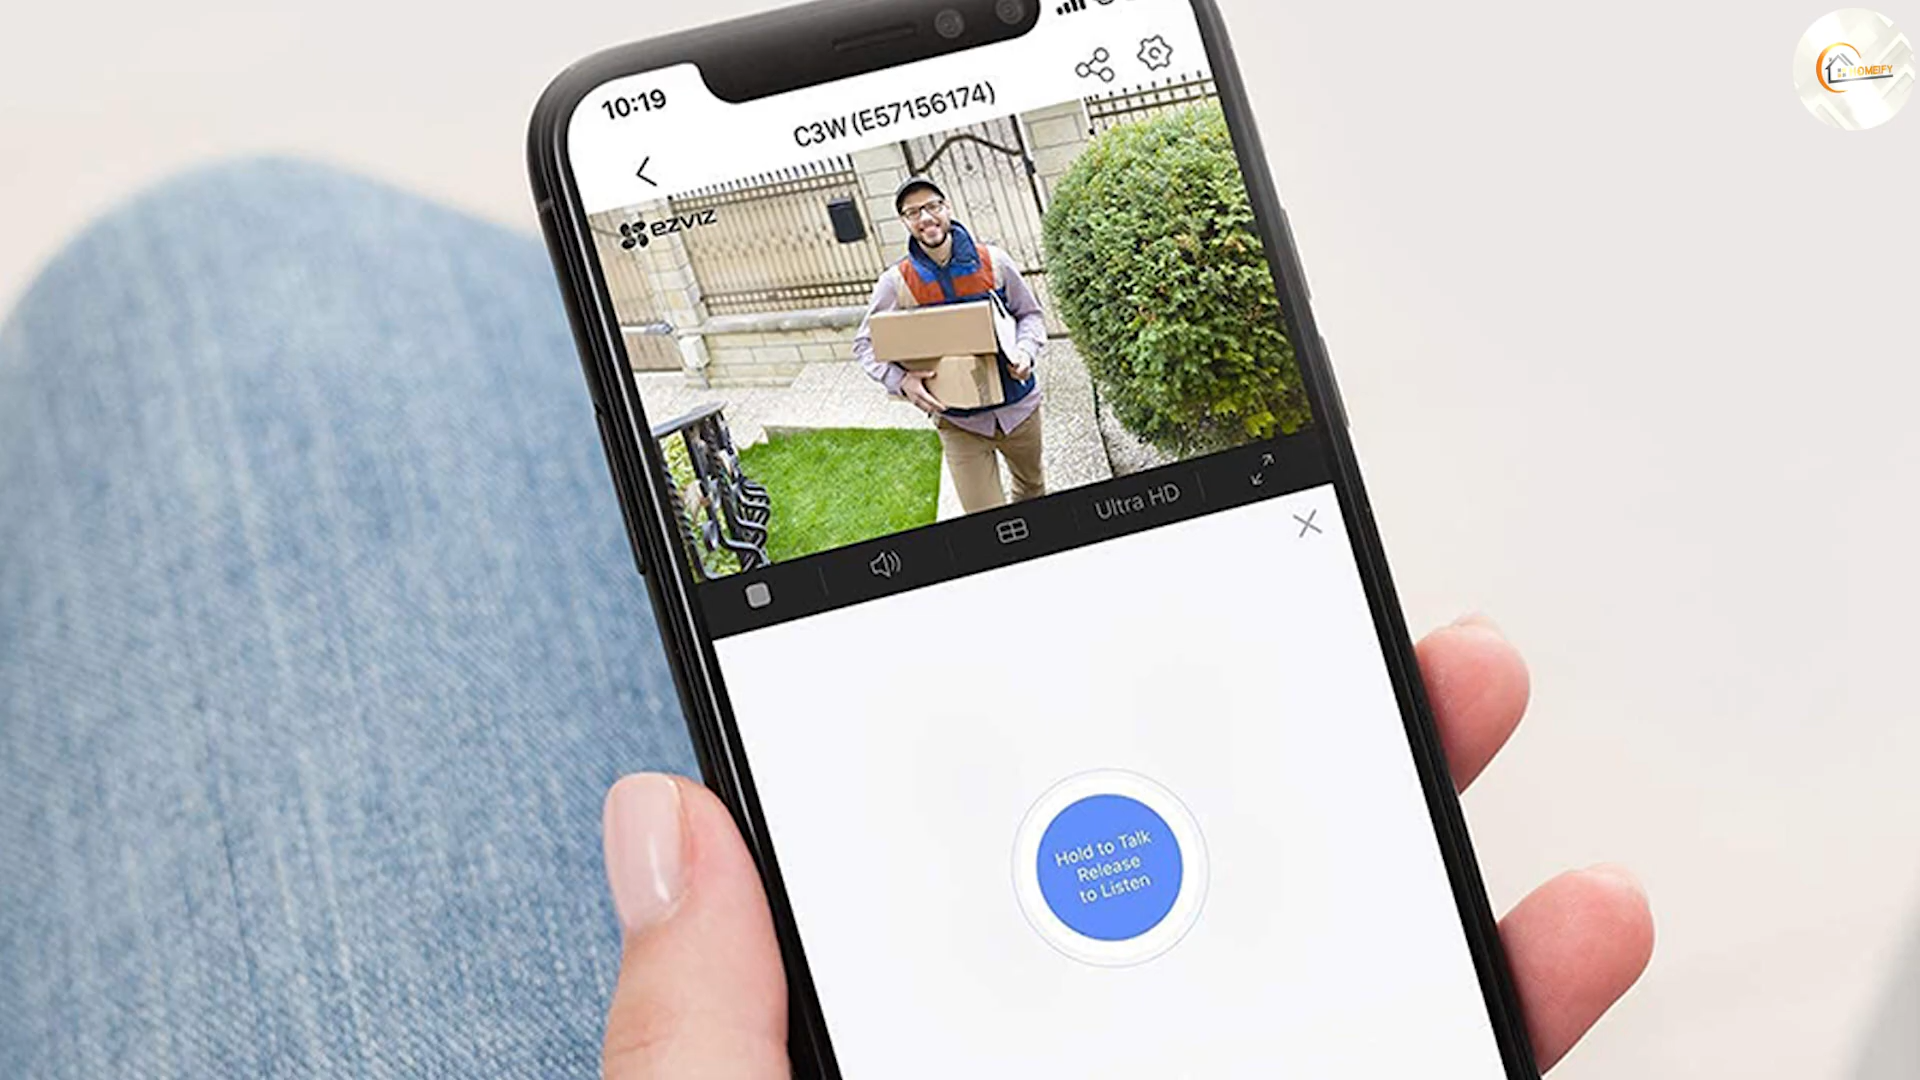 HOMEIFY
10:19
C3W (E57156174)
ezviz
Ultra HD
Hold to Talk
Release
to Listen